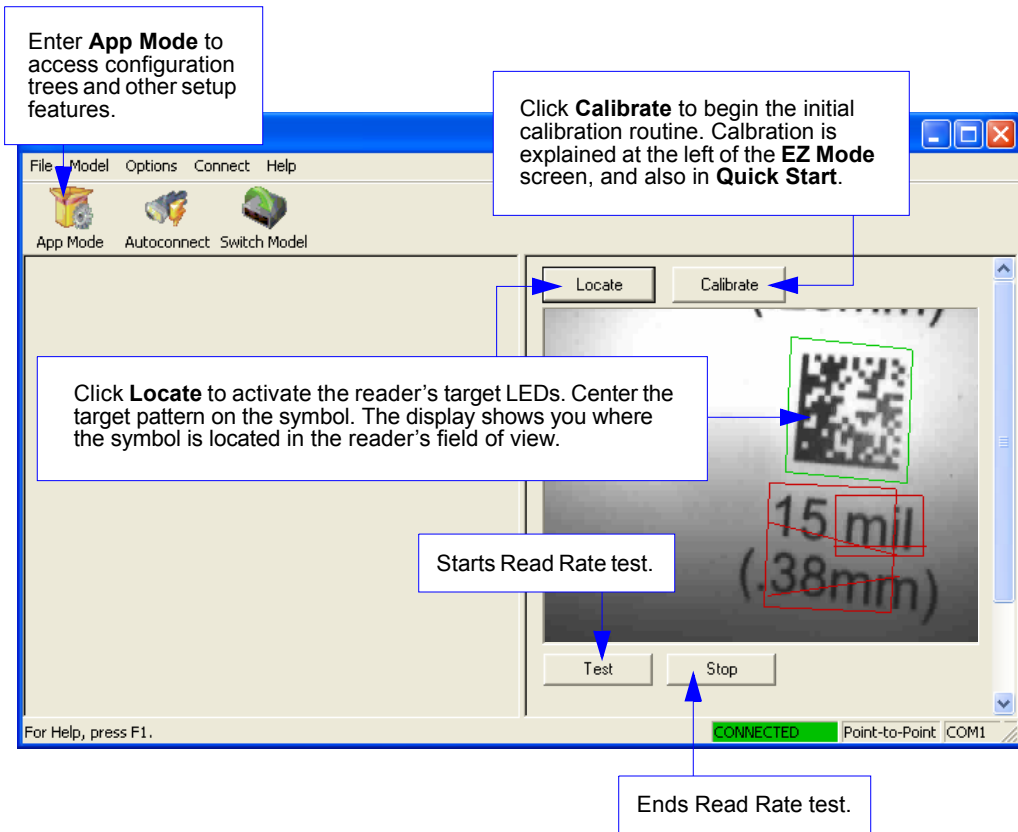 Enter App Mode to
access configuration
trees and other setup
features.
Click Calibrate to begin the initial
calibration routine. Calbration is
explained at the left of the EZ Mode
screen, and also in Quick Start.
File Model Options Connect Help
App Mode Autoconnect Switch Model
Locate Calibrate
Click Locate to activate the reader's target LEDs. Center the
target pattern on the symbol. The display shows you where
the symbol is located in the reader's field of view.
15 mil
(.38mm)
Starts Read Rate test.
Test Stop
For Help, press F1.
CONNECTED Point-to-Point COM1
Ends Read Rate test.